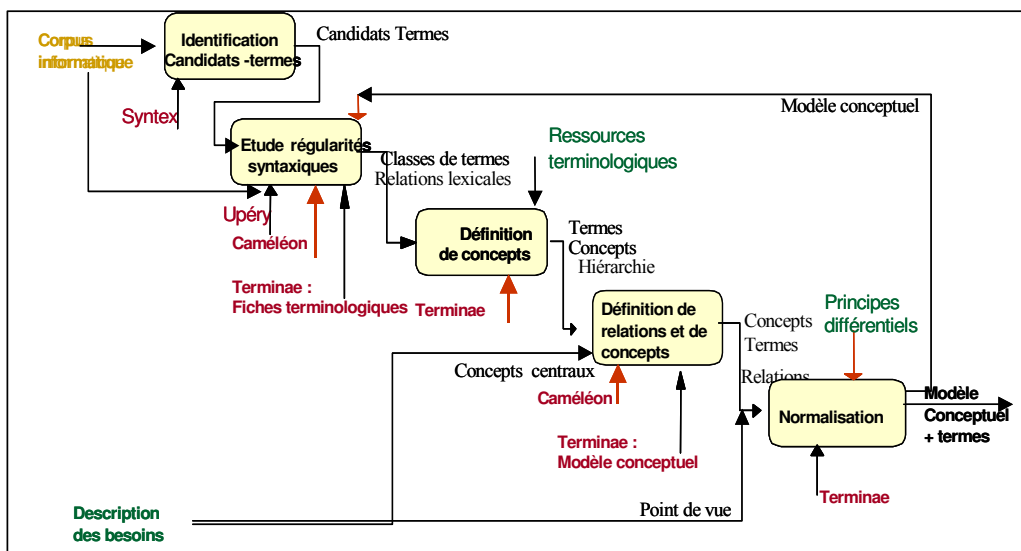 Corpus
informatique
Identification
Candidats -termes
Candidats Termes
Syntex
Modèle conceptuel
Etude régularités
syntaxiques
Classes de termes
Relations lexicales
Ressources
terminologiques
Upéry
Caméléon
Terminae :
Fiches terminologiques
Définition
de concepts
Terminae
Termes
Concepts
Hiérarchie
Définition de
relations et de
concepts
Concepts centraux
Caméléon
Terminae :
Modèle conceptuel
Concepts
Termes
Relations
Principes
différentiels
Normalisation
Modèle
Conceptuel
+ termes
Terminae
Point de vue
Description
des besoins